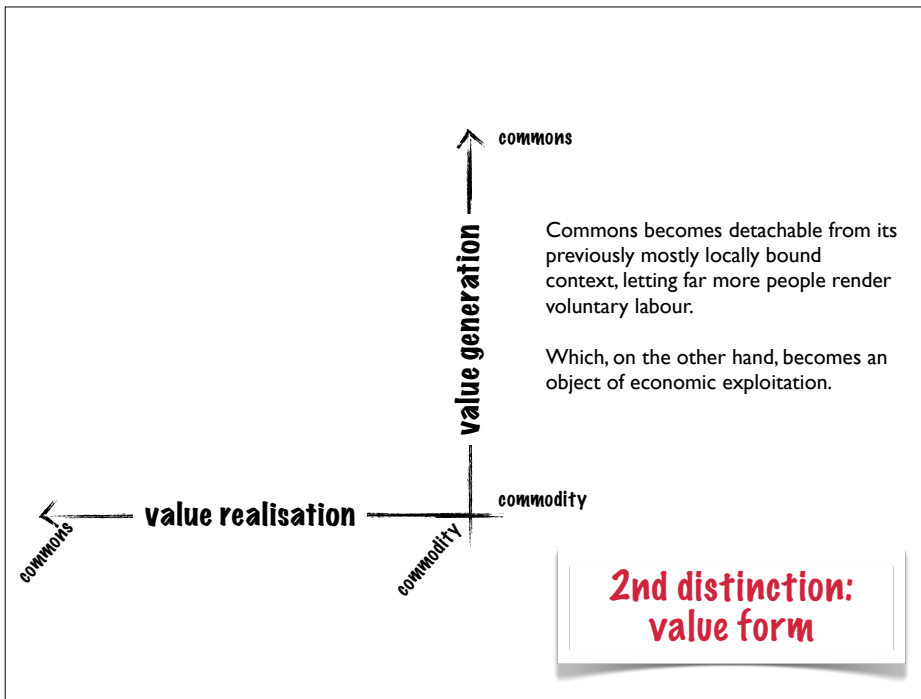 commons
Commons becomes detachable from its
previously mostly locally bound
context, letting far more people render
voluntary labour.
Which, on the other hand, becomes an
object of economic exploitation.
value generation
commodity
value realisation
commons
commodity
2nd distinction:
value form